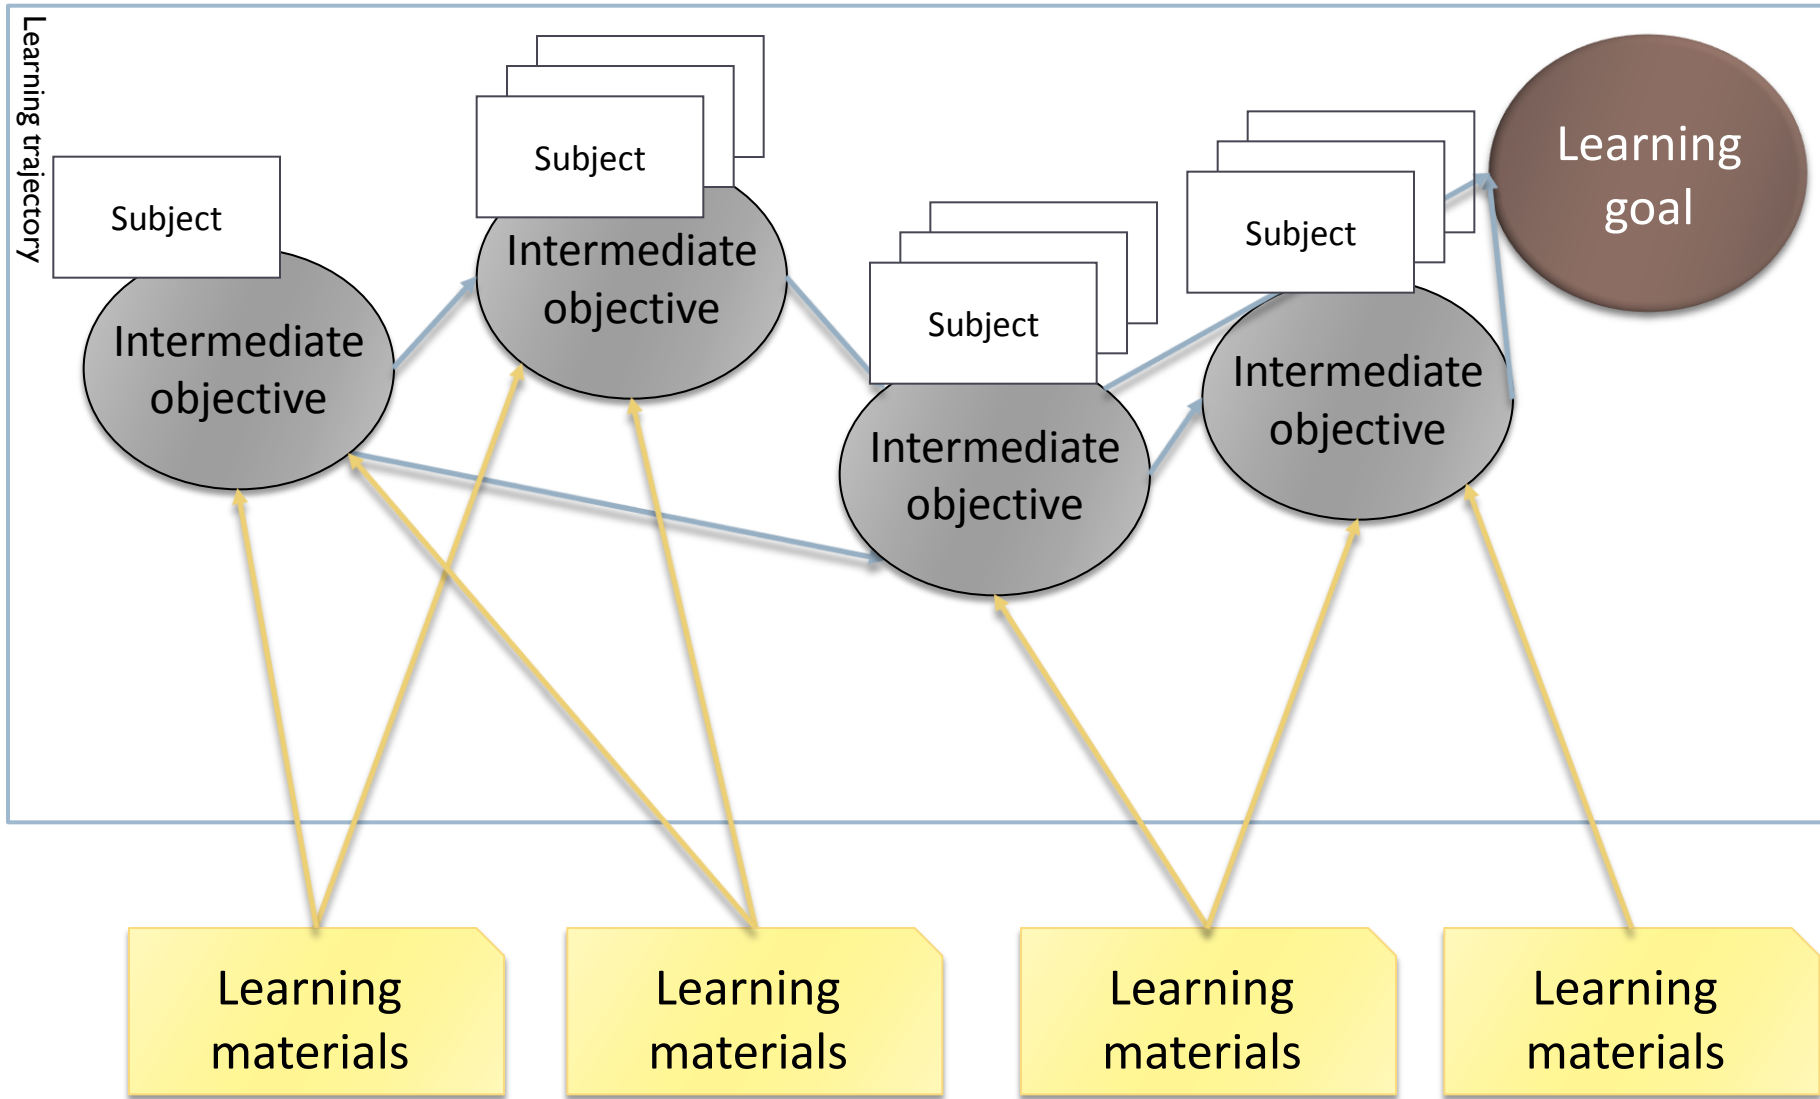 Learning trajectory
Subject
Intermediate
objective
Subject
Intermediate
objective
Subject
Intermediate
objective
Subject
Intermediate
objective
Learning
goal
Learning
materials
Learning
materials
Learning
materials
Learning
materials